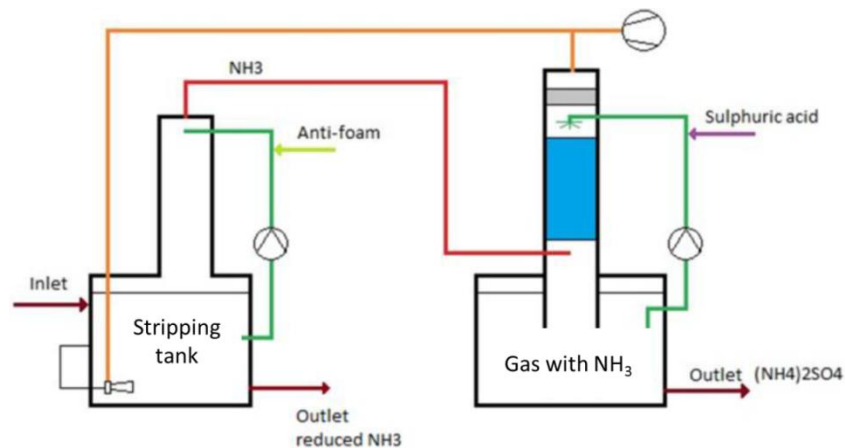 NH3
Anti-foam
Sulphuric acid
Inlet
Stripping
tank
Gas with NH₃
Outlet
reduced NH3
Outlet (NH4)2SO4